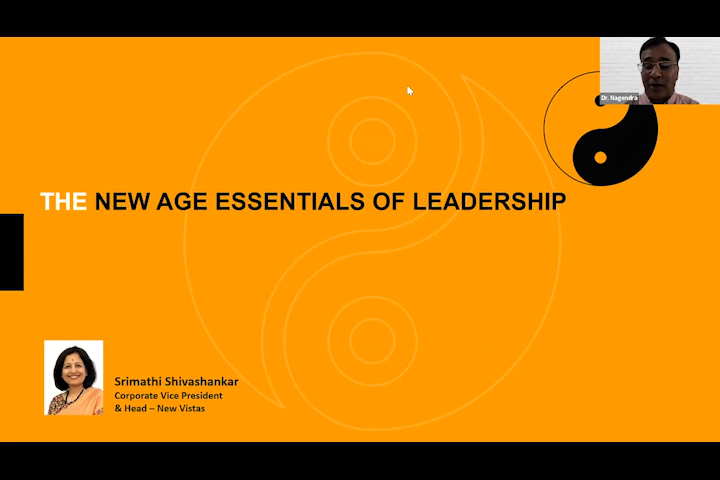 Dr. Nagendra
THE NEW AGE ESSENTIALS OF LEADERSHIP
Srimathi Shivashankar
Corporate Vice President
& Head – New Vistas